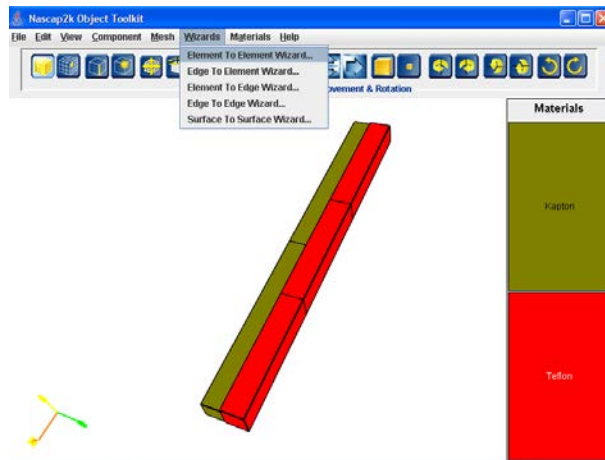 Nascap2k Object Toolkit
File Edit View Component Mesh Wizards Materials Help
Element To Element Wizard...
Edge To Element Wizard...
Element To Edge Wizard...
Edge To Edge Wizard...
Surface To Surface Wizard...
ovement & Rotation
Materials
Kapton
Teflon